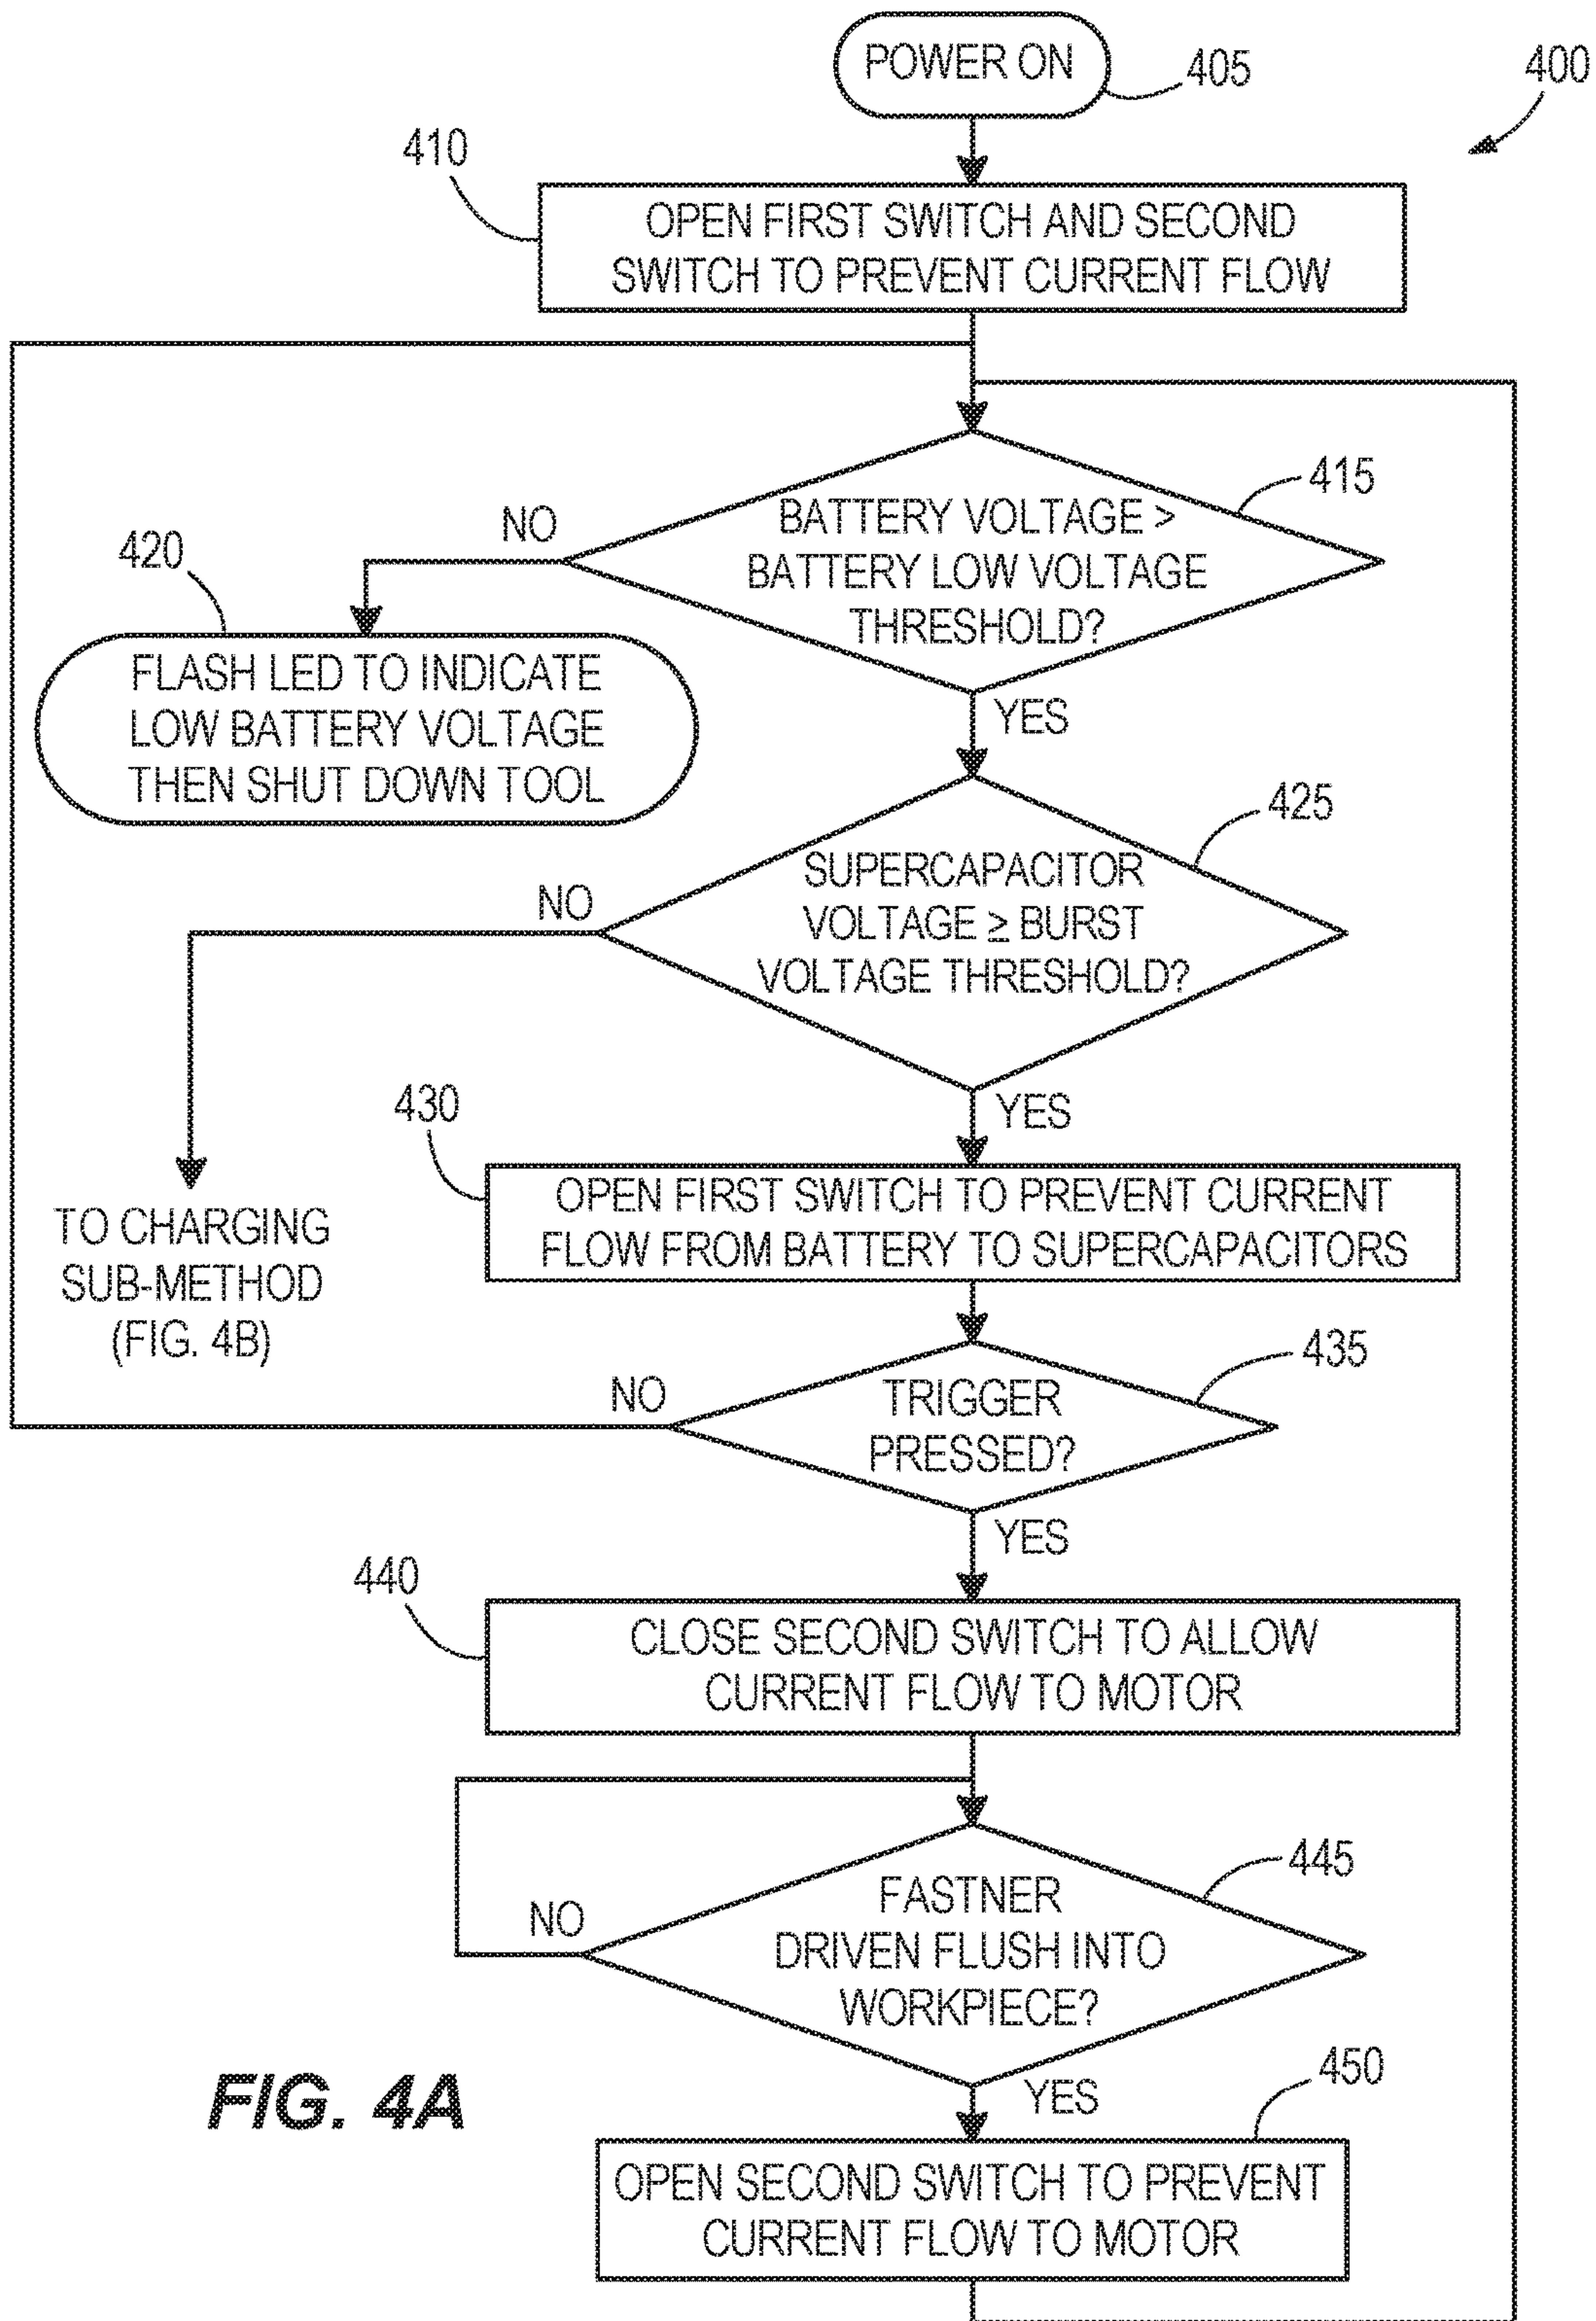 POWER ON
405
400
410
OPEN FIRST SWITCH AND SECOND
SWITCH TO PREVENT CURRENT FLOW
415
BATTERY VOLTAGE >
BATTERY LOW VOLTAGE
THRESHOLD?
NO
420
FLASH LED TO INDICATE
LOW BATTERY VOLTAGE
THEN SHUT DOWN TOOL
YES
425
SUPERCAPACITOR
VOLTAGE ≥ BURST
VOLTAGE THRESHOLD?
NO
TO CHARGING
SUB-METHOD
(FIG. 4B)
YES
430
OPEN FIRST SWITCH TO PREVENT CURRENT
FLOW FROM BATTERY TO SUPERCAPACITORS
435
TRIGGER
PRESSED?
NO
YES
440
CLOSE SECOND SWITCH TO ALLOW
CURRENT FLOW TO MOTOR
445
FASTNER
DRIVEN FLUSH INTO
WORKPIECE?
NO
YES
450
OPEN SECOND SWITCH TO PREVENT
CURRENT FLOW TO MOTOR
FIG. 4A